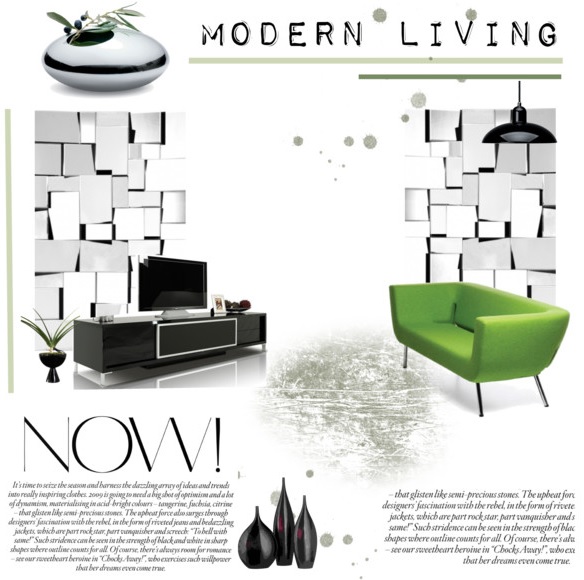 MODERN LIVING
NOW!
It's time to seize the season and harness the dazzling array of ideas and trends
into really inspiring clothes. 2009 is going to need a big shot of optimism and a lot
of dynamism, materialising in acid-bright colours – tangerine, fuchsia, citrine
– that glisten like semi-precious stones. The upbeat force also surges through
designers' fascination with the rebel, in the form of riveted jeans and bedazzling
jackets, which are part rock star, part vanquisher and screech "To hell with
same!" Such stridence can be seen in the strength of black and white in sharp
shapes where outline counts for all. Of course, there's always room for romance
– see our sweetheart heroine in "Chocks Away!", who exercises such willpower
that her dreams even come true.
– that glisten like semi-precious stones. The upbeat forc
designers' fascination with the rebel, in the form of rivete
jackets, which are part rock star, part vanquisher and s
same!" Such stridence can be seen in the strength of blac
shapes where outline counts for all. Of course, there's alw
– see our sweetheart heroine in "Chocks Away!", who exerc
that her dreams even come true.